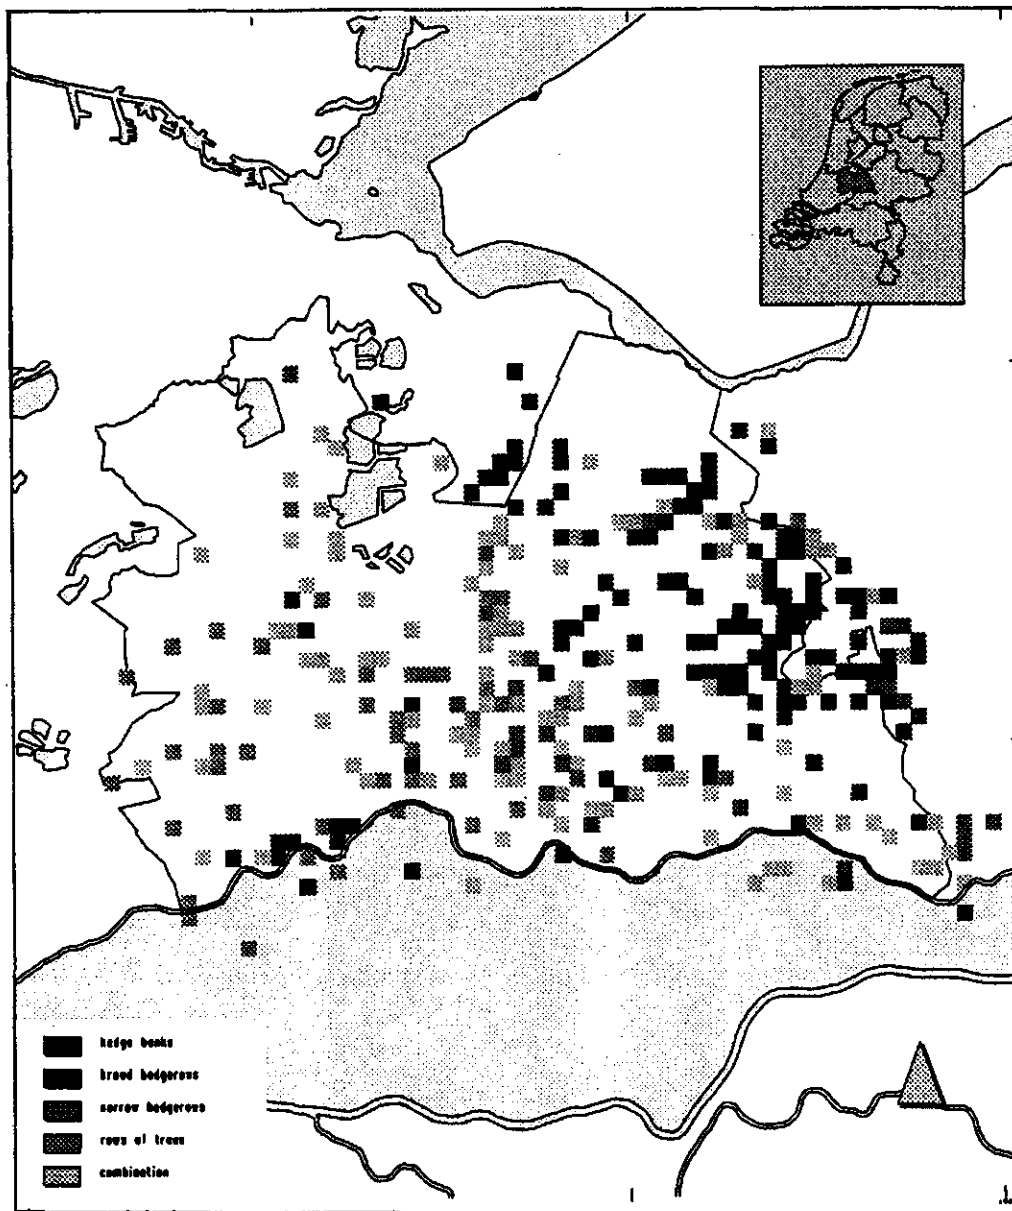 hedge banks
broad hedgerows
narrow hedgerows
rows of trees
combination